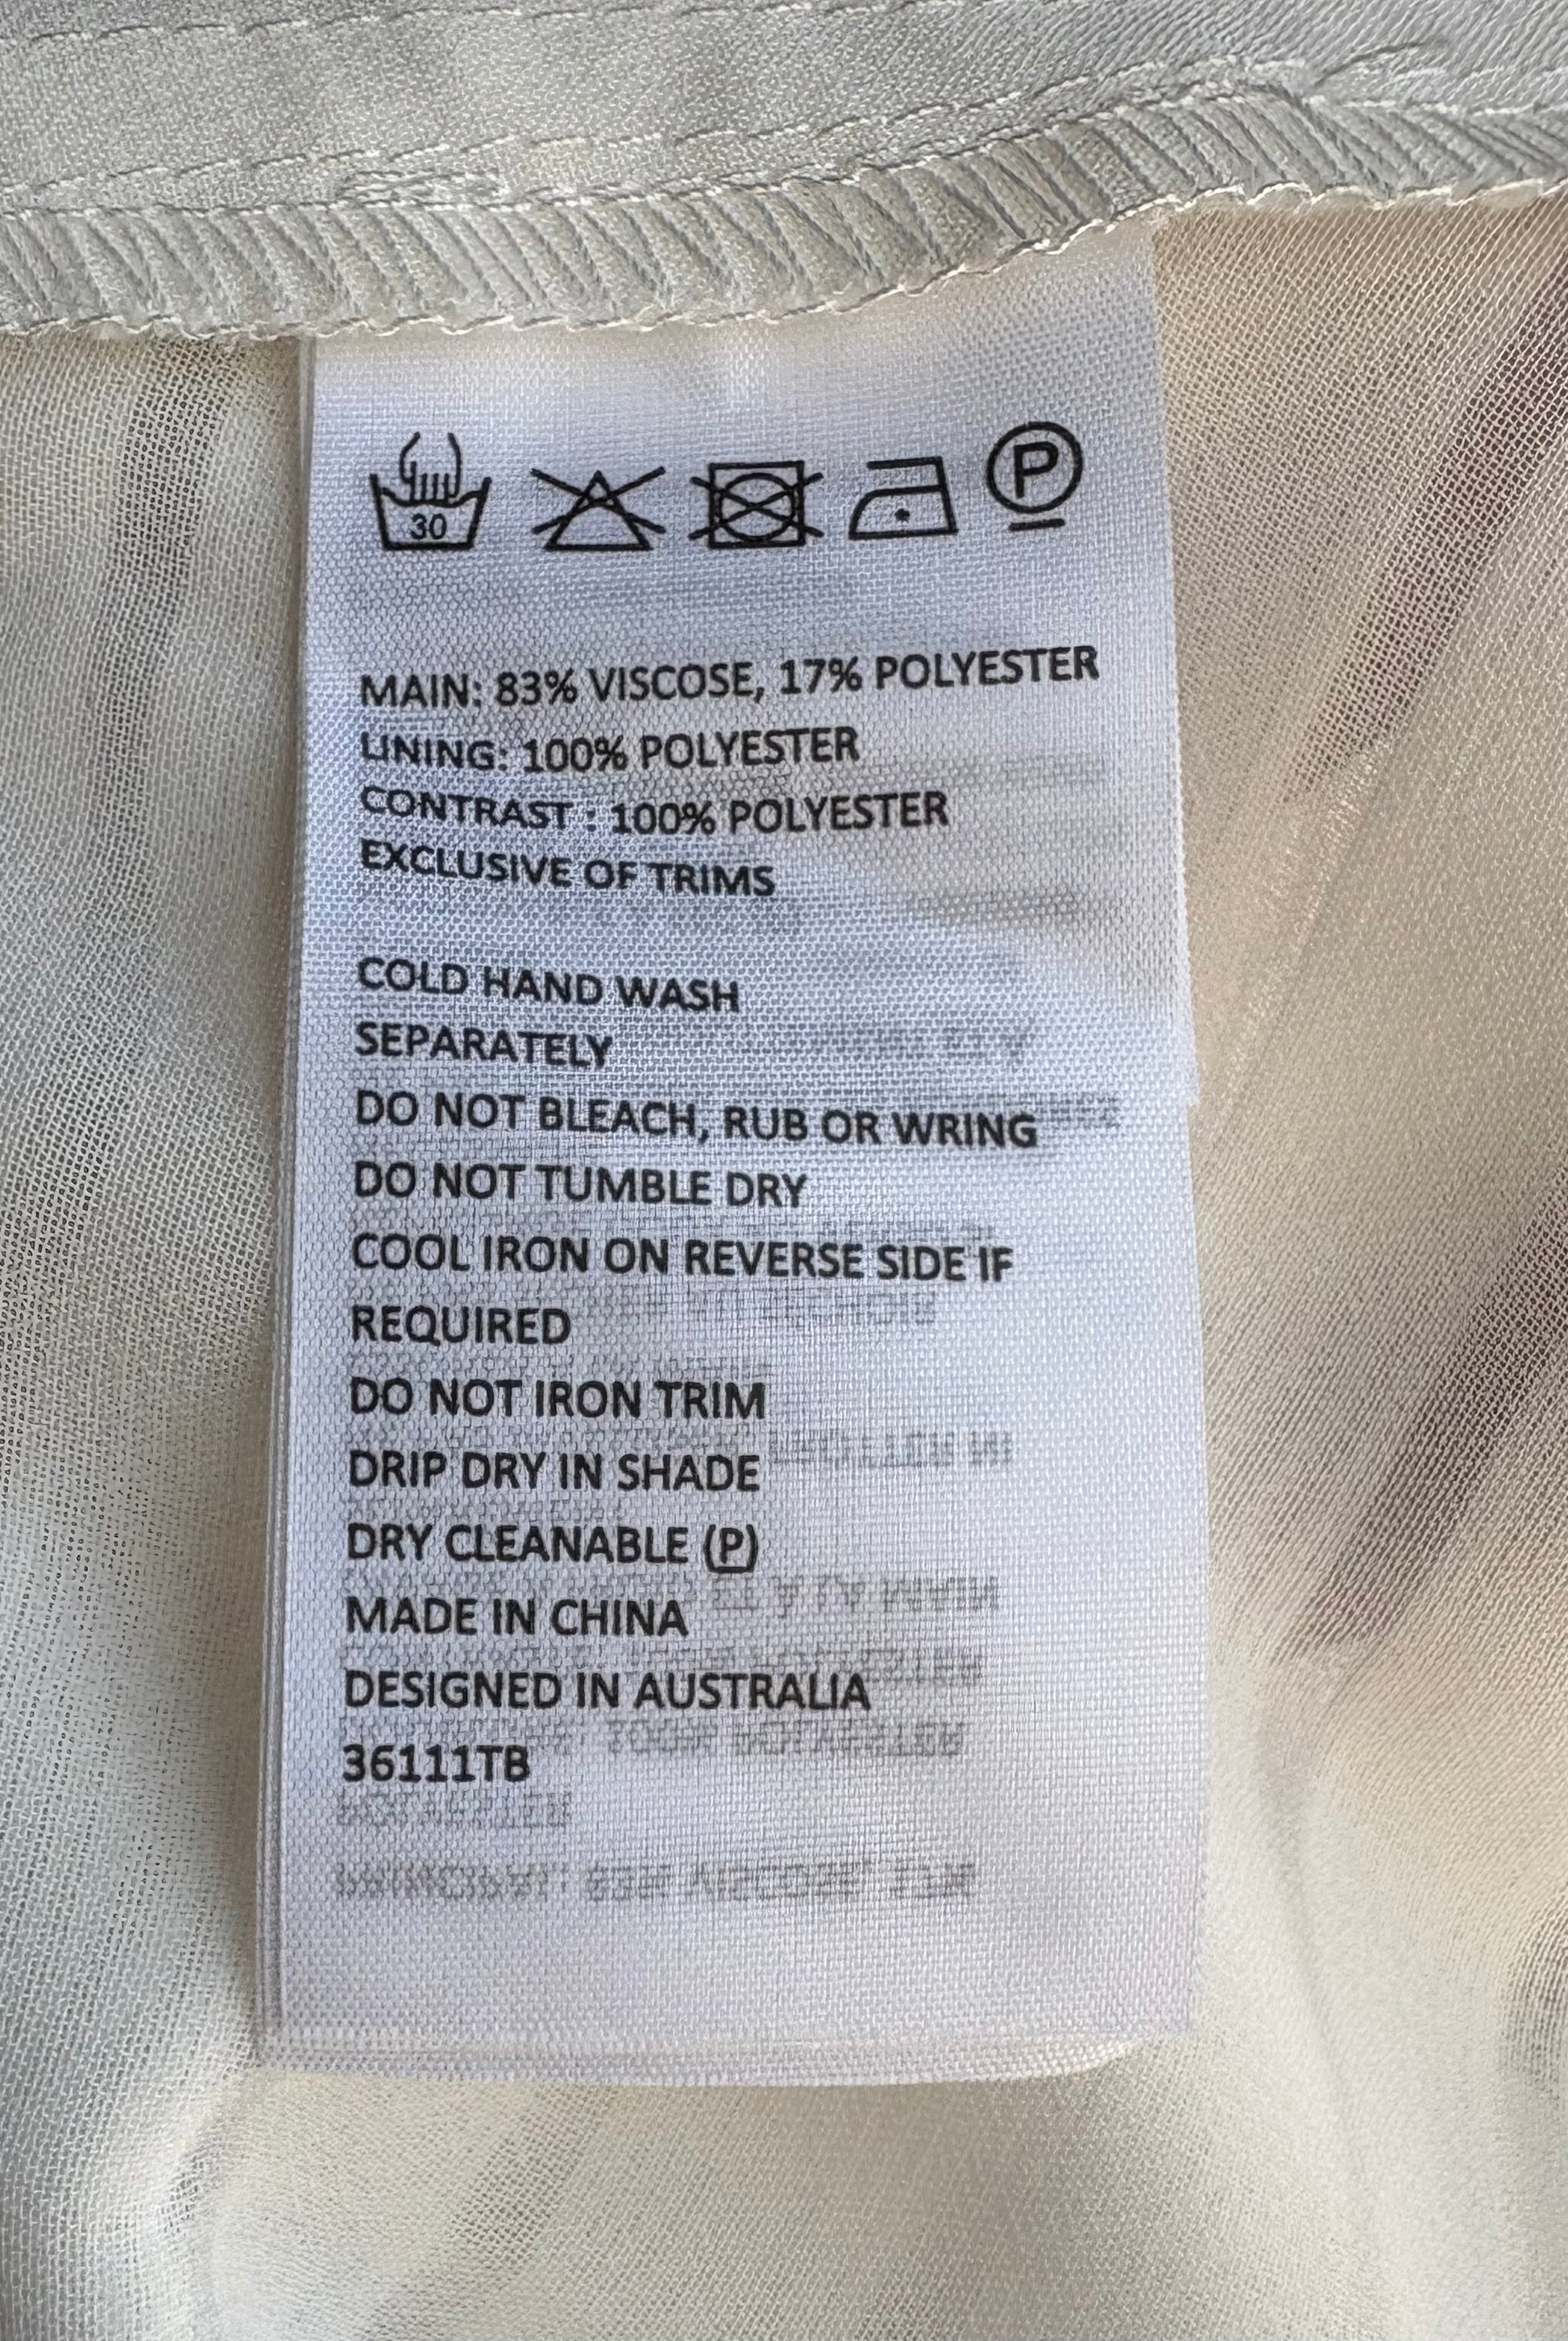 30 P
MAIN: 83% VISCOSE, 17% POLYESTER
LINING: 100% POLYESTER
CONTRAST : 100% POLYESTER
EXCLUSIVE OF TRIMS
COLD HAND WASH
SEPARATELY
DO NOT BLEACH, RUB OR WRING
DO NOT TUMBLE DRY
COOL IRON ON REVERSE SIDE IF
REQUIRED
DO NOT IRON TRIM
DRIP DRY IN SHADE
DRY CLEANABLE (P)
MADE IN CHINA
DESIGNED IN AUSTRALIA
36111TB